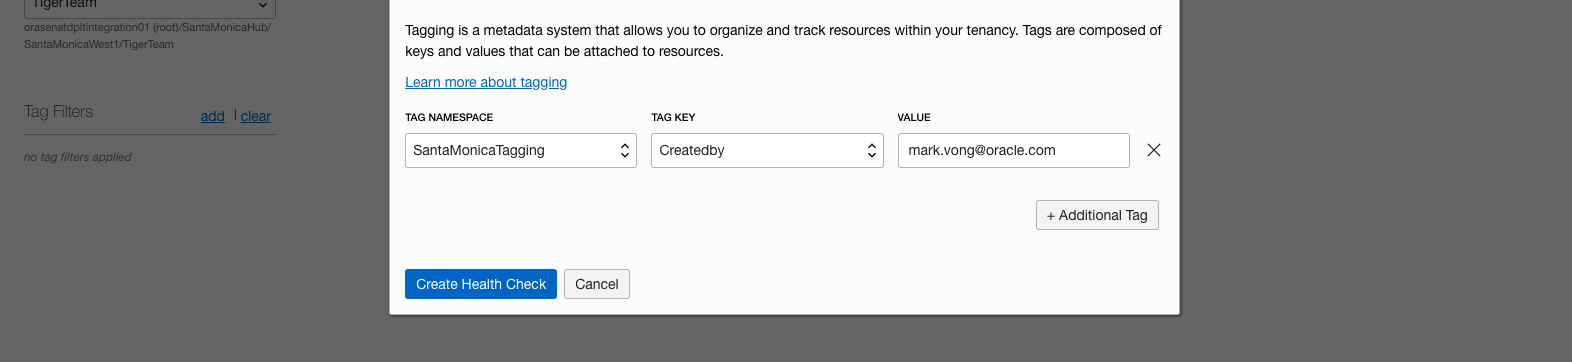 TigerTeam
orasenatdpltintegration01 (root)/SantaMonicaHub/
SantaMonicaWest1/TigerTeam
Tag Filters add | clear
no tag filters applied
Tagging is a metadata system that allows you to organize and track resources within your tenancy. Tags are composed of
keys and values that can be attached to resources.
Learn more about tagging
TAG NAMESPACE TAG KEY VALUE
SantaMonicaTagging Createdby mark.vong@oracle.com
+ Additional Tag
Create Health Check Cancel